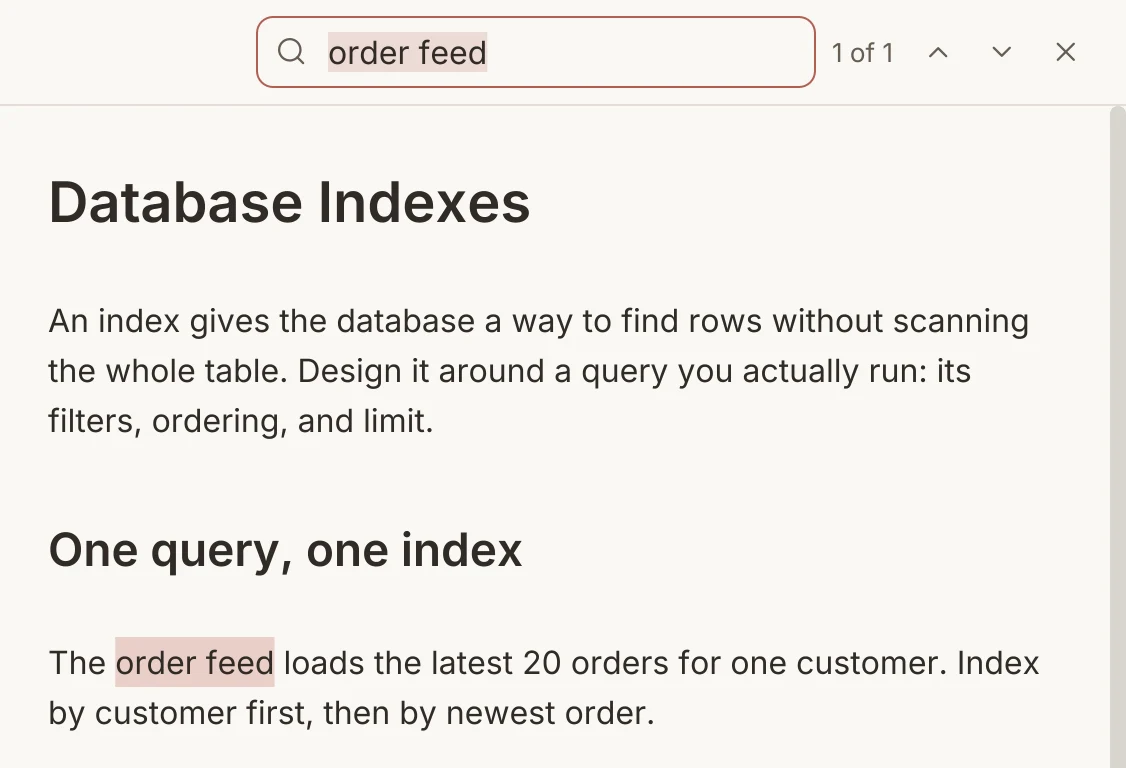 order feed
1 of 1
Database Indexes
An index gives the database a way to find rows without scanning
the whole table. Design it around a query you actually run: its
filters, ordering, and limit.
One query, one index
The order feed loads the latest 20 orders for one customer. Index
by customer first, then by newest order.